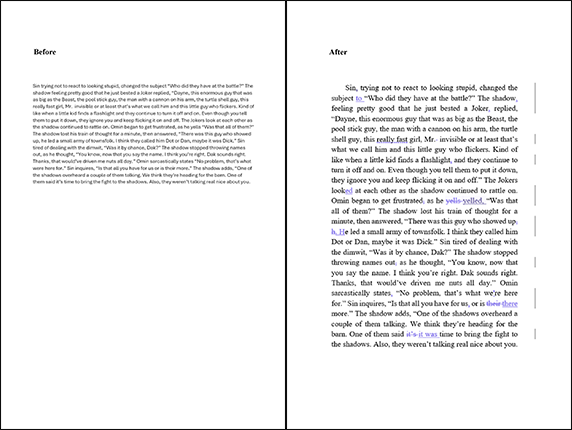 Before
Sin trying not to react to looking stupid, changed the subject "Who did they have at the battle?" The
shadow feeling pretty good that he just bested a Joker replied, "Dayne, this enormous guy that was
as big as the Beast, the pool stick guy, the man with a cannon on his arm, the turtle shell guy, this
really fast girl, Mr. invisible or at least that's what we call him and this little guy who flickers. Kind of
like when a little kid finds a flashlight and they continue to turn it off and on. Even though you tell
them to put it down, they ignore you and keep flicking it on and off. The Jokers look at each other as
the shadow continued to rattle on. Omin began to get frustrated, as he yells "Was that all of them?"
The shadow lost his train of thought for a minute, then answered, "There was this guy who showed
up, he led a small army of townsfolk. I think they called him Dot or Dan, maybe it was Dick." Sin
tired of dealing with the dimwit, "Was it by chance, Dak?" The shadow stopped throwing names
out, as he thought, "You know, now that you say the name. I think you're right. Dak sounds right.
Thanks, that would've driven me nuts all day." Omin sarcastically states "No problem, that's what
were here for." Sin inquires, "Is that all you have for us or is their more." The shadow adds, "One of
the shadows overheard a couple of them talking. We think they're heading for the barn. One of
them said it's time to bring the fight to the shadows. Also, they weren't talking real nice about you.
After
Sin, trying not to react to looking stupid, changed the
subject to "Who did they have at the battle?" The shadow,
feeling pretty good that he just bested a Joker, replied,
"Dayne, this enormous guy that was as big as the Beast, the
pool stick guy, the man with a cannon on his arm, the turtle
shell guy, this really fast girl, Mr. invisible or at least that's
what we call him and this little guy who flickers. Kind of
like when a little kid finds a flashlight, and they continue to
turn it off and on. Even though you tell them to put it down,
they ignore you and keep flicking it on and off." The Jokers
looked at each other as the shadow continued to rattle on.
Omin began to get frustrated, as he yells yelled, "Was that
all of them?" The shadow lost his train of thought for a
minute, then answered, "There was this guy who showed up.
h, He led a small army of townsfolk. I think they called him
Dot or Dan, maybe it was Dick." Sin tired of dealing with
the dimwit, "Was it by chance, Dak?" The shadow stopped
throwing names out, as he thought, "You know, now that
you say the name. I think you're right. Dak sounds right.
Thanks, that would've driven me nuts all day." Omin
sarcastically states, "No problem, that's what we're here
for." Sin inquires, "Is that all you have for us, or is their there
more." The shadow adds, "One of the shadows overheard a
couple of them talking. We think they're heading for the
barn. One of them said it's it was time to bring the fight to
the shadows. Also, they weren't talking real nice about you.